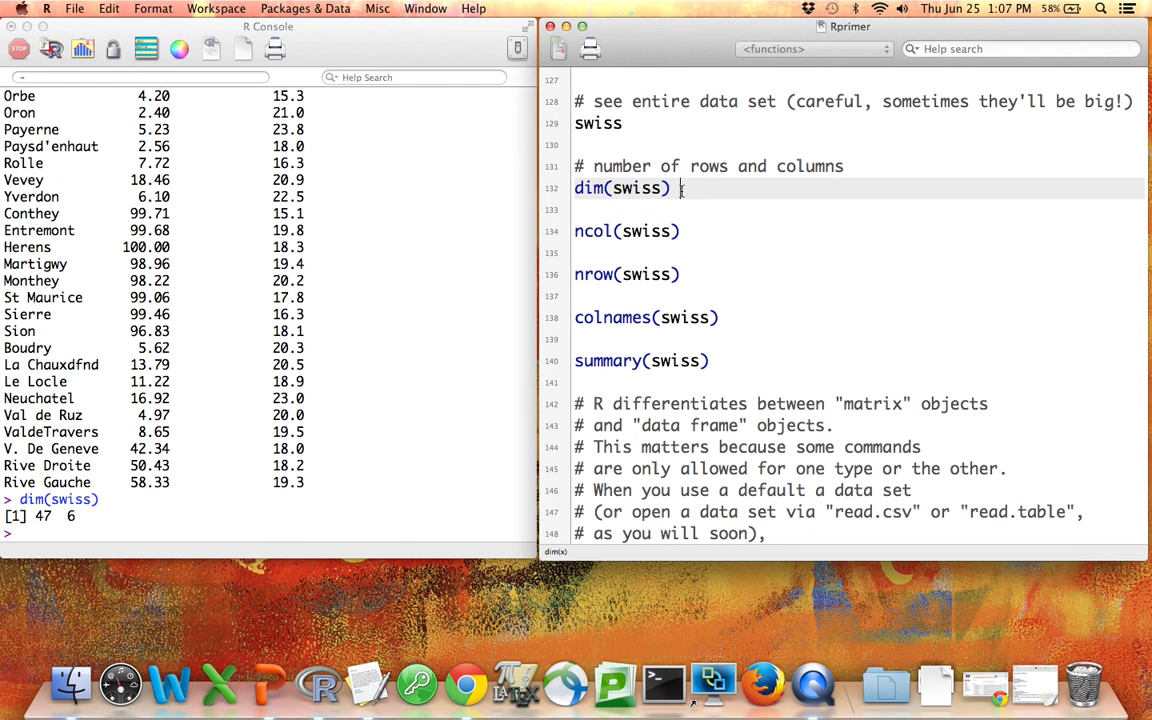 R File Edit Format Workspace Packages & Data Misc Window Help Thu Jun 25 1:07 PM 58%
R Console
STOP
~ Help Search
Orbe 4.20 15.3
Oron 2.40 21.0
Payerne 5.23 23.8
Paysd'enhaut 2.56 18.0
Rolle 7.72 16.3
Vevey 18.46 20.9
Yverdon 6.10 22.5
Conthey 99.71 15.1
Entremont 99.68 19.8
Herens 100.00 18.3
Martigwy 98.96 19.4
Monthey 98.22 20.2
St Maurice 99.06 17.8
Sierre 99.46 16.3
Sion 96.83 18.1
Boudry 5.62 20.3
La Chauxdfnd 13.79 20.5
Le Locle 11.22 18.9
Neuchatel 16.92 23.0
Val de Ruz 4.97 20.0
ValdeTravers 8.65 19.5
V. De Geneve 42.34 18.0
Rive Droite 50.43 18.2
Rive Gauche 58.33 19.3
> dim(swiss)
[1] 47 6
>
Rprimer
<functions> Help search
127
128 # see entire data set (careful, sometimes they'll be big!)
129 swiss
130
131 # number of rows and columns
132 dim(swiss)
133
134 ncol(swiss)
135
136 nrow(swiss)
137
138 colnames(swiss)
139
140 summary(swiss)
141
142 # R differentiates between "matrix" objects
143 # and "data frame" objects.
144 # This matters because some commands
145 # are only allowed for one type or the other.
146 # When you use a default a data set
147 # (or open a data set via "read.csv" or "read.table",
148 # as you will soon),
dim(x)